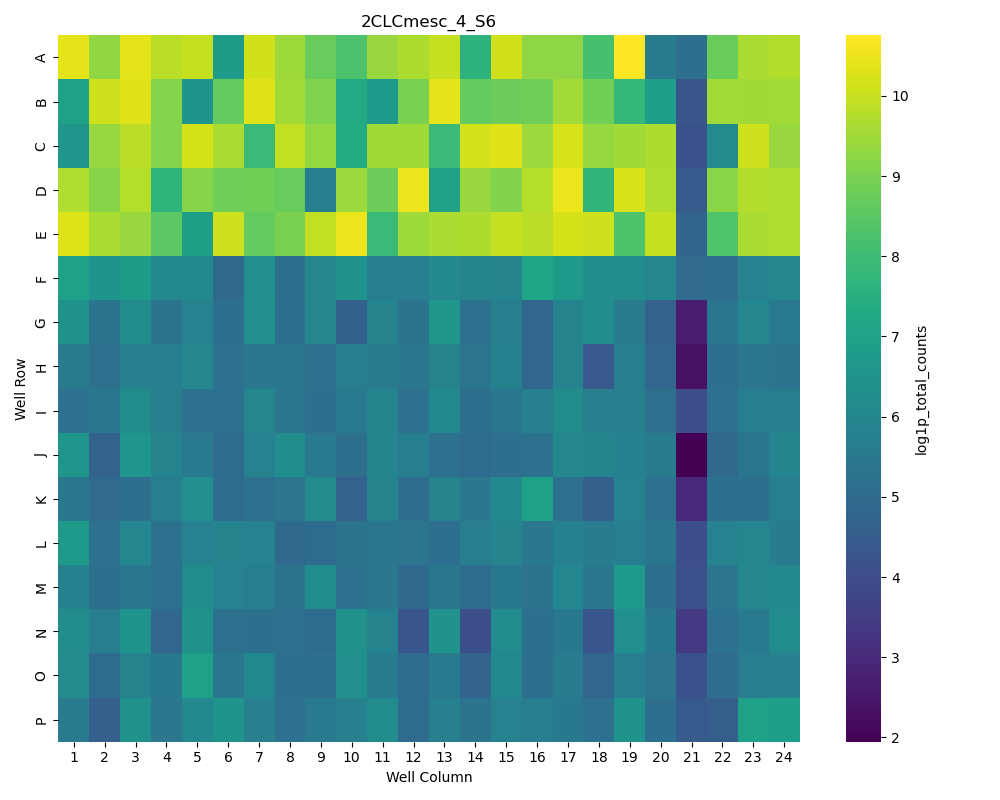 2CLCmesc_4_S6
A
B
C
D
E
F
G
H
I
J
K
L
M
N
O
P
Well Row
1 2 3 4 5 6 7 8 9 10 11 12 13 14 15 16 17 18 19 20 21 22 23 24
Well Column
10
9
8
7
6
5
4
3
2
log1p_total_counts